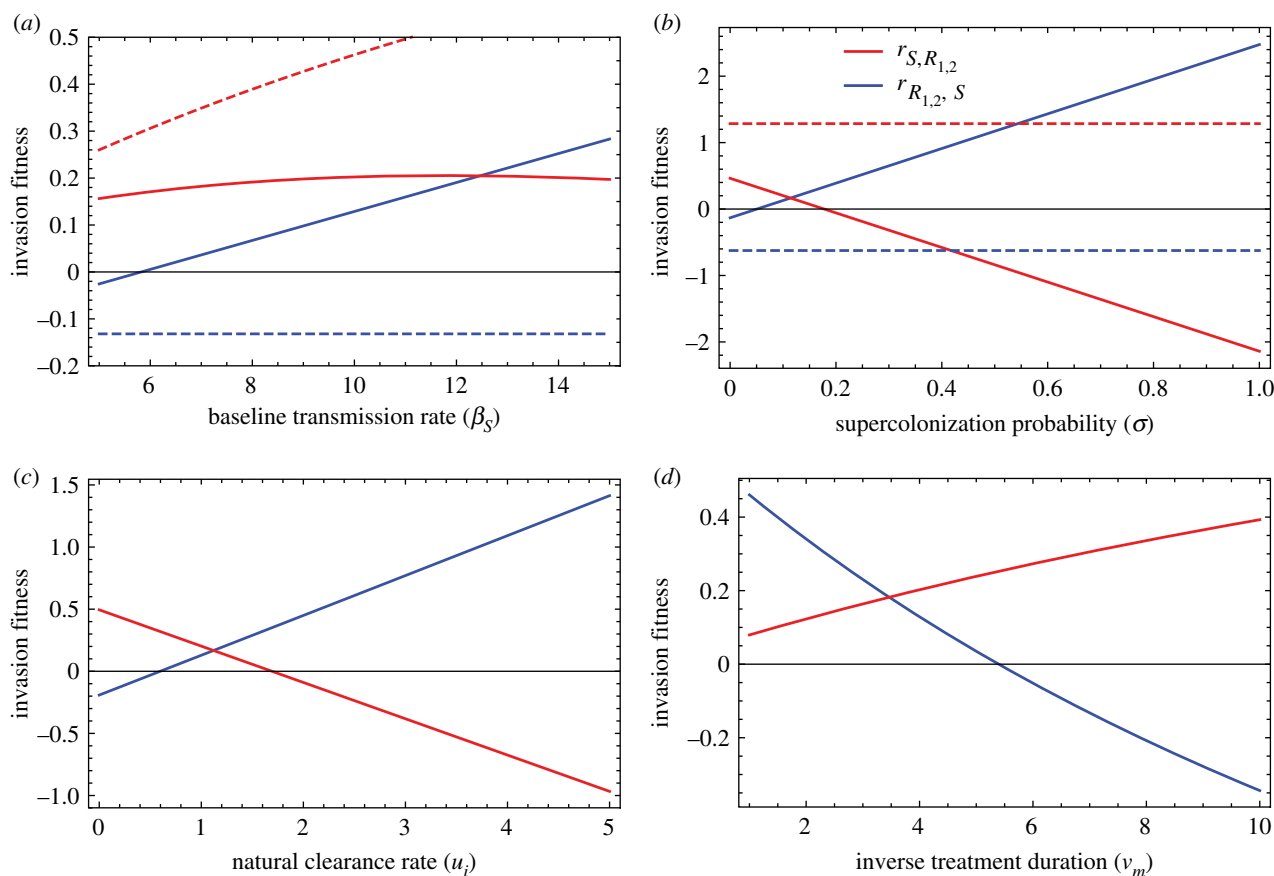 (a)
0.5
0.4
0.3
0.2
0.1
0
–0.1
–0.2
invasion fitness
6 8 10 12 14
baseline transmission rate (βS)
(b)
2
1
0
–1
–2
invasion fitness
rS,R1,2
rR1,2, S
0 0.2 0.4 0.6 0.8 1.0
supercolonization probability (σ)
(c)
1.5
1.0
0.5
0
–0.5
–1.0
invasion fitness
0 1 2 3 4 5
natural clearance rate (ui)
(d)
0.4
0.2
0
–0.2
invasion fitness
2 4 6 8 10
inverse treatment duration (vm)